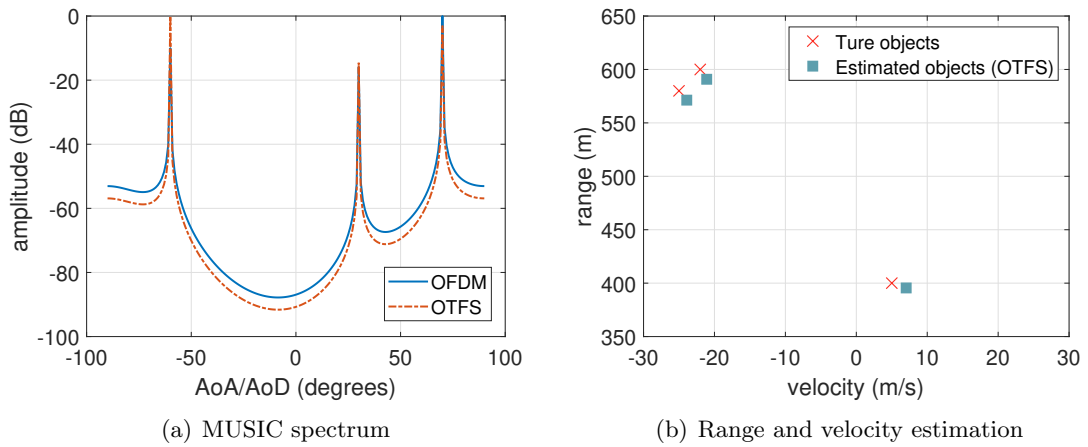 0
-20
-40
-60
-80
-100
-100 -50 0 50 100
amplitude (dB)
AoA/AoD (degrees)
OFDM
OTFS
(a) MUSIC spectrum
650
600
550
500
450
400
350
-30 -20 -10 0 10 20 30
range (m)
velocity (m/s)
Ture objects
Estimated objects (OTFS)
(b) Range and velocity estimation